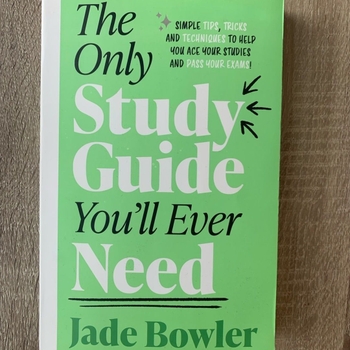 The
Only
Study
Guide
You'll Ever
Need
SIMPLE TIPS, TRICKS
AND TECHNIQUES TO HELP
YOU ACE YOUR STUDIES
AND PASS YOUR EXAMS!
Jade Bowler